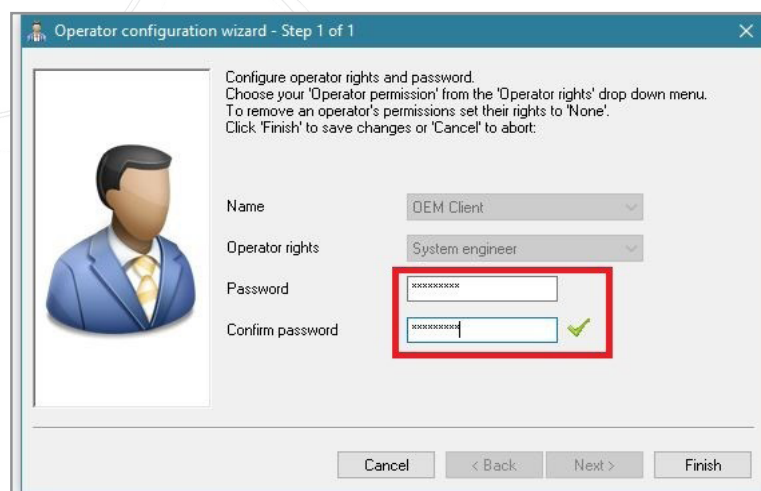 Operator configuration wizard - Step 1 of 1
Configure operator rights and password.
Choose your 'Operator permission' from the 'Operator rights' drop down menu.
To remove an operator's permissions set their rights to 'None'.
Click 'Finish' to save changes or 'Cancel' to abort:
Name OEM Client
Operator rights System engineer
Password *********
Confirm password *********
Cancel < Back Next > Finish